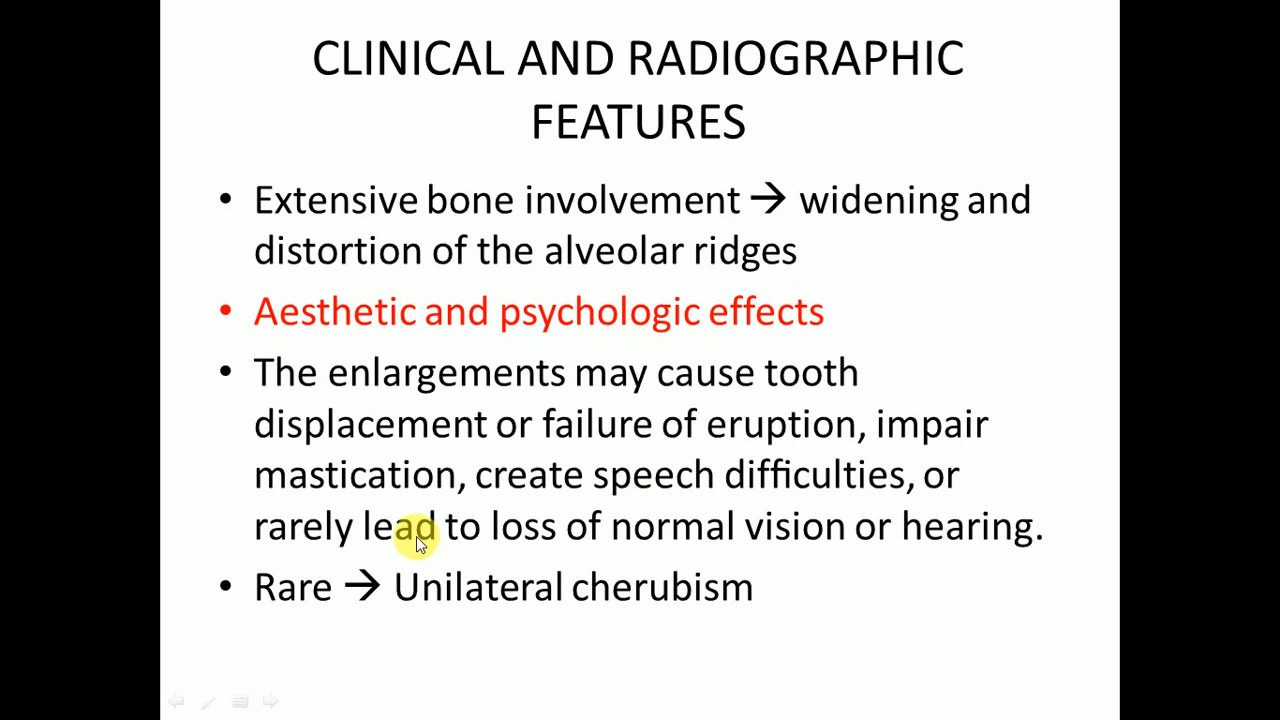 CLINICAL AND RADIOGRAPHIC
FEATURES
• Extensive bone involvement → widening and
distortion of the alveolar ridges
• Aesthetic and psychologic effects
• The enlargements may cause tooth
displacement or failure of eruption, impair
mastication, create speech difficulties, or
rarely lead to loss of normal vision or hearing.
• Rare → Unilateral cherubism